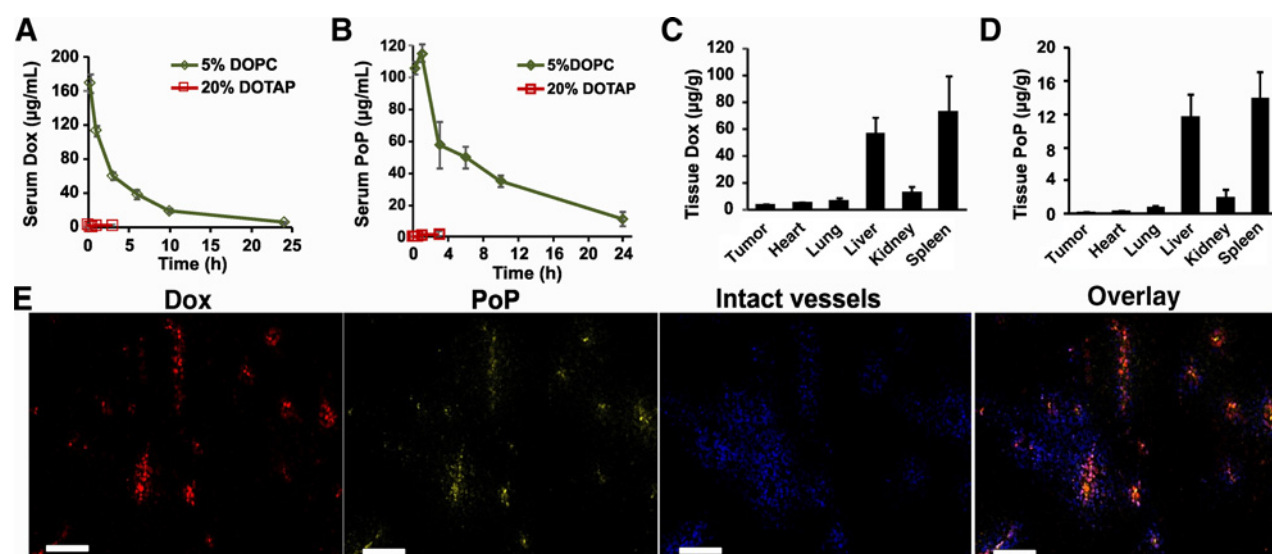 A
Serum Dox (µg/mL)
200
160
120
80
40
0
0
5
10
15
20
25
Time (h)
5% DOPC
20% DOTAP
B
Serum PoP (µg/mL)
120
100
80
60
40
20
0
0
4
8
12
16
20
24
Time (h)
5%DOPC
20% DOTAP
C
Tissue Dox (µg/g)
120
100
80
60
40
20
0
Tumor
Heart
Lung
Liver
Kidney
Spleen
D
Tissue PoP (µg/g)
20
16
12
8
4
0
Tumor
Heart
Lung
Liver
Kidney
Spleen
E
Dox
PoP
Intact vessels
Overlay